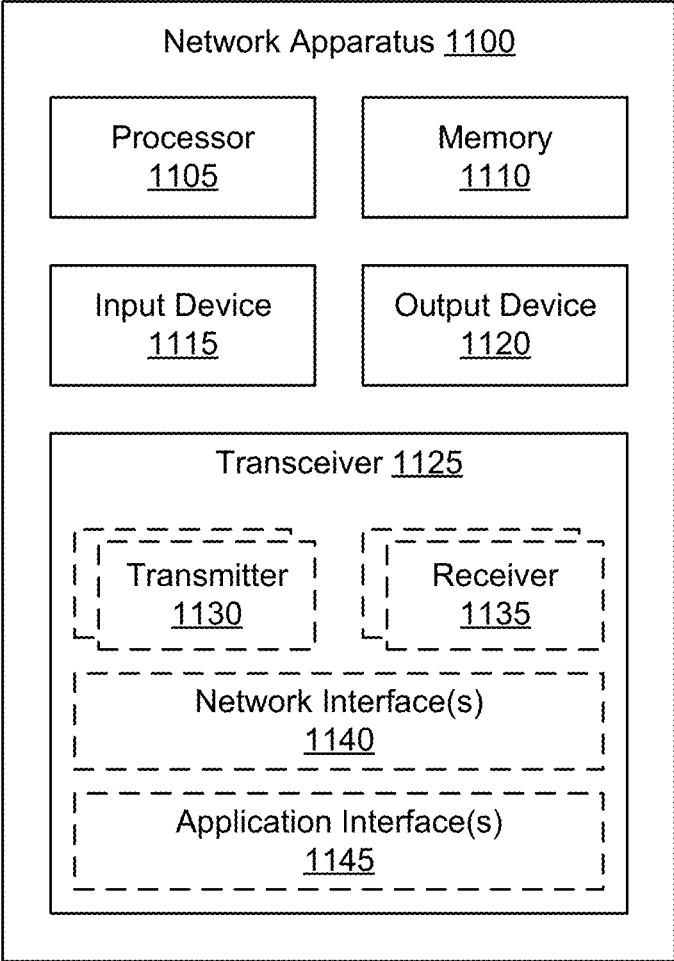 Network Apparatus 1100
Processor
1105
Memory
1110
Input Device
1115
Output Device
1120
Transceiver 1125
Transmitter
1130
Receiver
1135
Network Interface(s)
1140
Application Interface(s)
1145